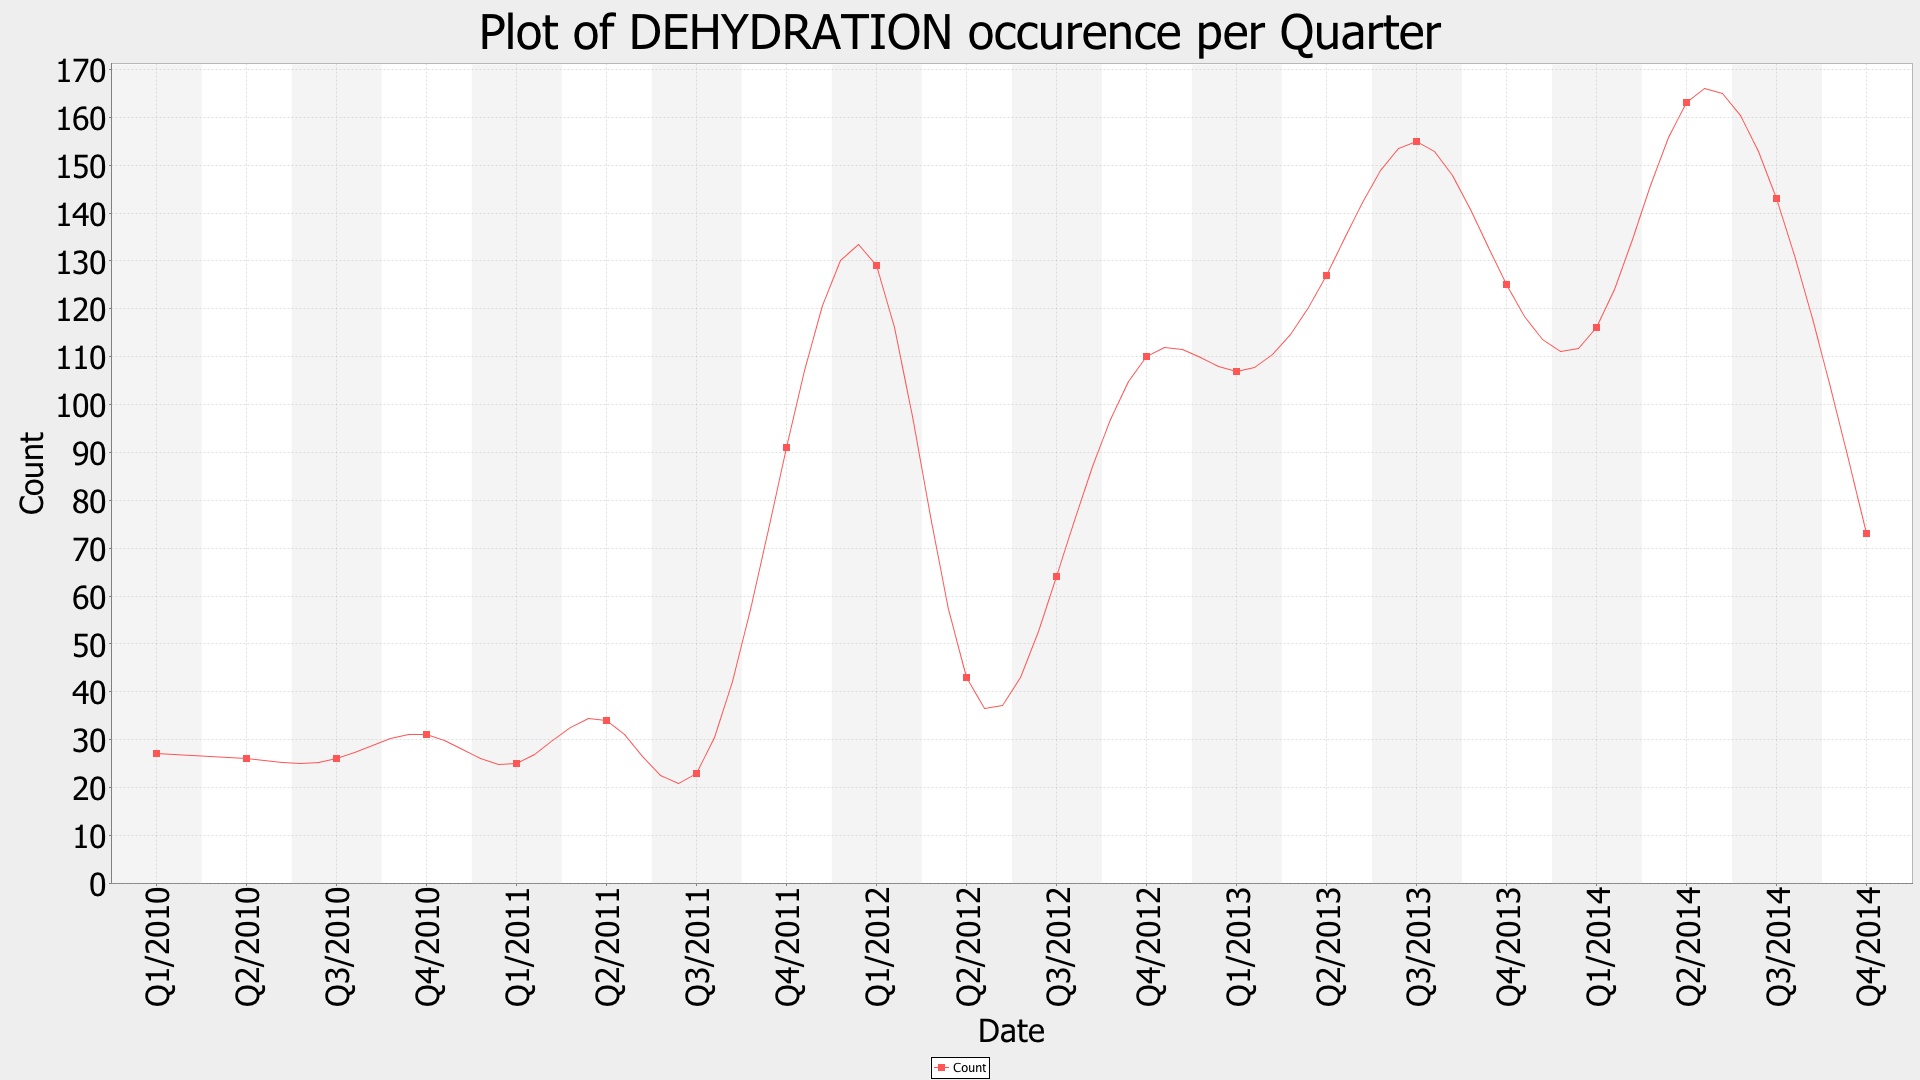 Plot of DEHYDRATION occurence per Quarter
170
160
150
140
130
120
110
100
90
80
70
60
50
40
30
20
10
0
Count
Q1/2010
Q2/2010
Q3/2010
Q4/2010
Q1/2011
Q2/2011
Q3/2011
Q4/2011
Q1/2012
Q2/2012
Q3/2012
Q4/2012
Q1/2013
Q2/2013
Q3/2013
Q4/2013
Q1/2014
Q2/2014
Q3/2014
Q4/2014
Date
Count